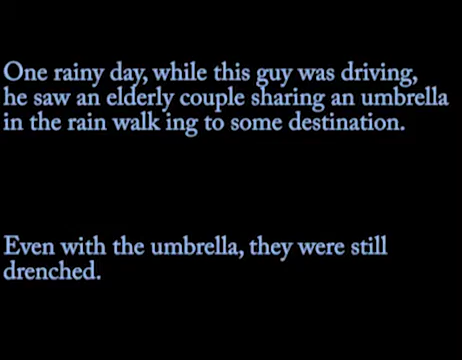 One rainy day, while this guy was driving,
he saw an elderly couple sharing an umbrella
in the rain walk ing to some destination.
Even with the umbrella, they were still
drenched.